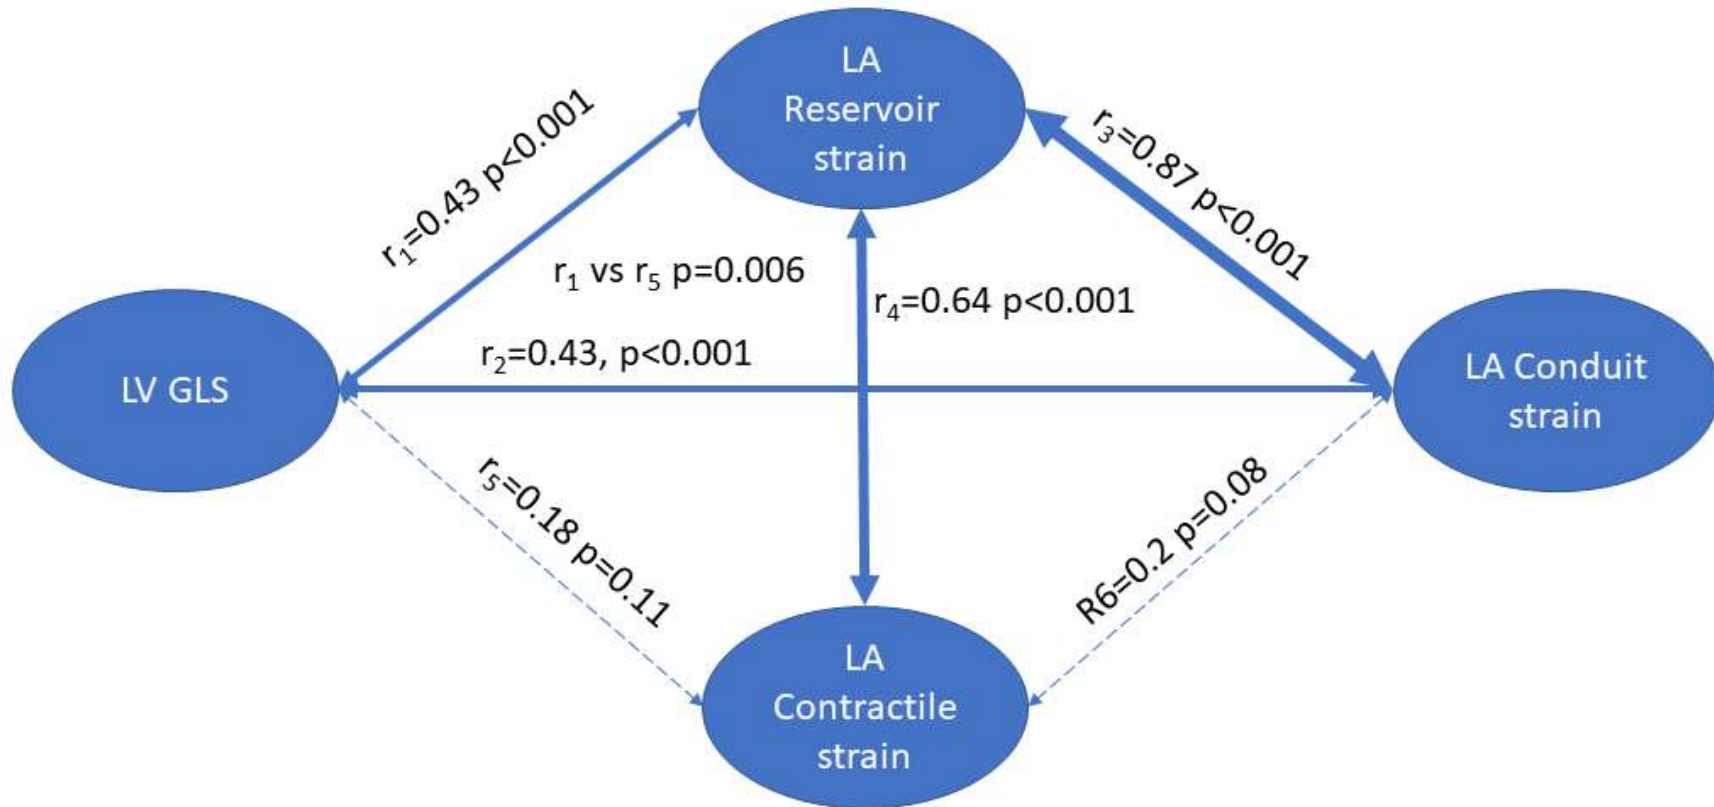 LA
Reservoir
strain
r₁=0.43 p<0.001
r₃=0.87 p<0.001
r₁ vs r₅ p=0.006
r₄=0.64 p<0.001
r₂=0.43, p<0.001
LV GLS
LA Conduit
strain
r₅=0.18 p=0.11
R6=0.2 p=0.08
LA
Contractile
strain